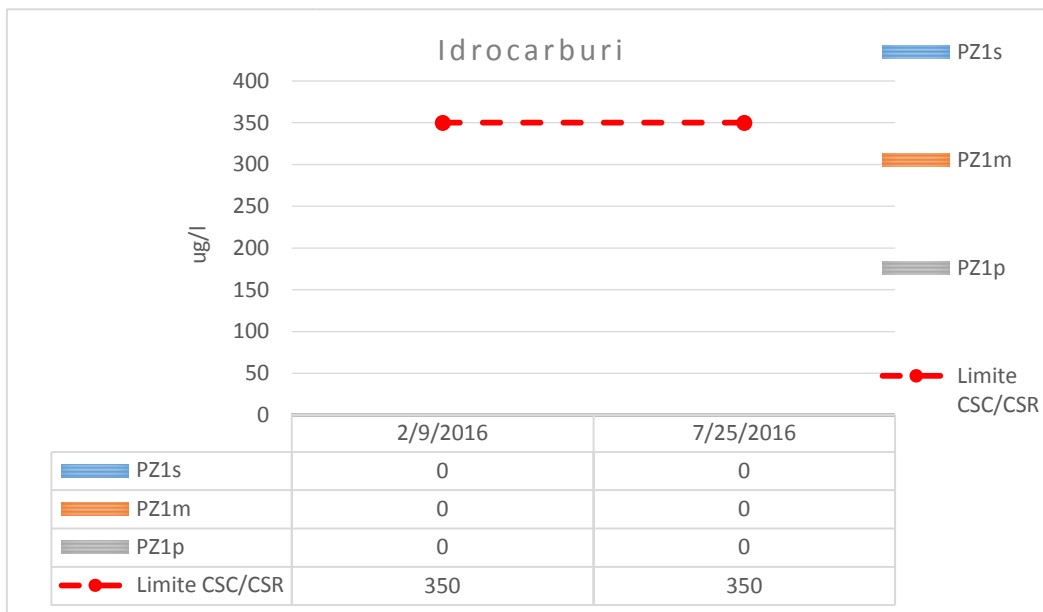 Idrocarburi
ug/l
400
350
300
250
200
150
100
50
0
PZ1s
PZ1m
PZ1p
Limite
CSC/CSR
2/9/2016 7/25/2016
PZ1s 0 0
PZ1m 0 0
PZ1p 0 0
Limite CSC/CSR 350 350